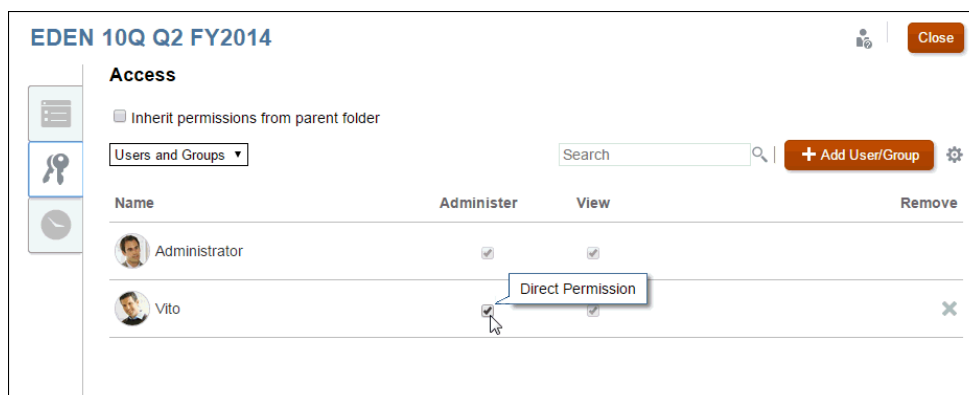 EDEN 10Q Q2 FY2014
Close
Access
Inherit permissions from parent folder
Users and Groups ▼ Search + Add User/Group
Name Administer View Remove
Administrator
Direct Permission
Vito